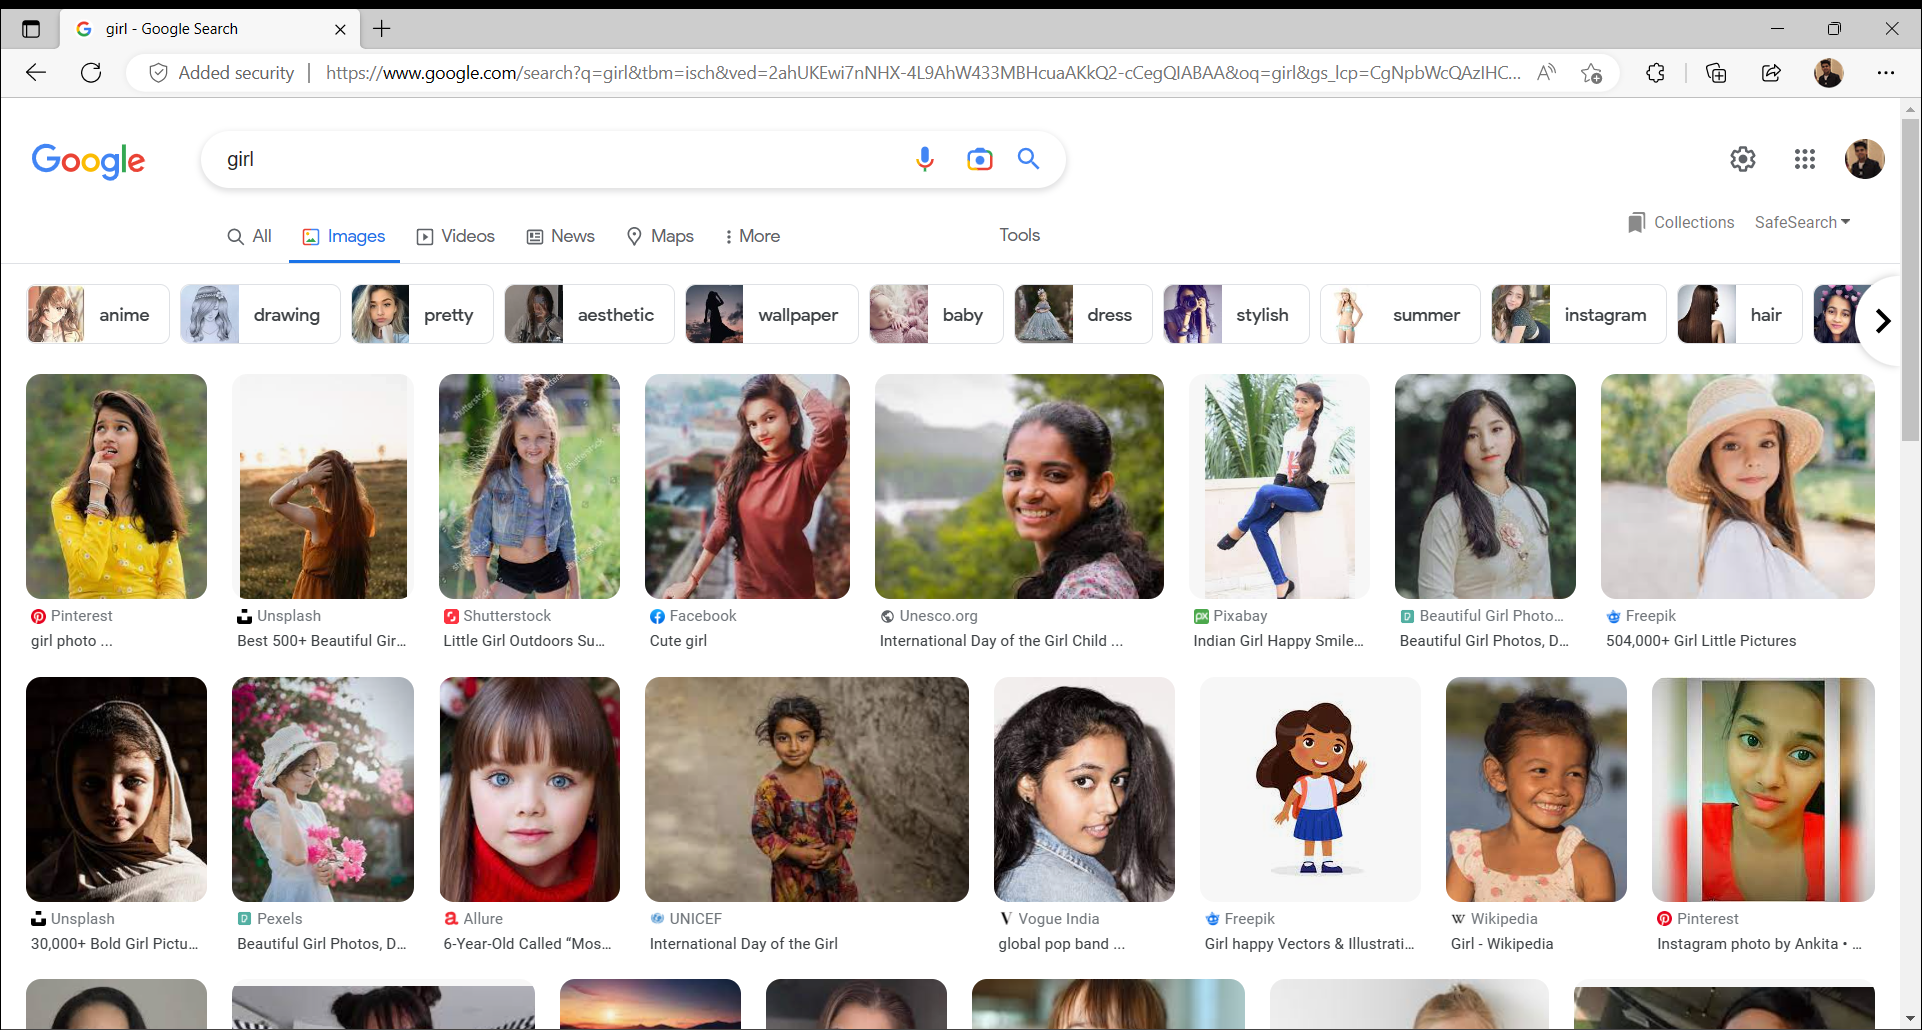 girl - Google Search
Added security | https://www.google.com/search?q=girl&tbm=isch&ved=2ahUKEwi7nNHX-4L9AhW433MBHcuaAKkQ2-cCegQIABAA&oq=girl&gs_lcp=CgNpbWcQAzIHC...
Google
girl
All Images Videos News Maps More Tools
Collections SafeSearch
anime drawing pretty aesthetic wallpaper baby dress stylish summer instagram hair
shutterstock
Pinterest
girl photo ...
Unsplash
Best 500+ Beautiful Gir...
Shutterstock
Little Girl Outdoors Su...
Facebook
Cute girl
Unesco.org
International Day of the Girl Child ...
Pixabay
Indian Girl Happy Smile...
Beautiful Girl Photo...
Beautiful Girl Photos, D...
Freepik
504,000+ Girl Little Pictures
Unsplash
30,000+ Bold Girl Pictu...
Pexels
Beautiful Girl Photos, D...
Allure
6-Year-Old Called “Mos...
UNICEF
International Day of the Girl
Vogue India
global pop band ...
Freepik
Girl happy Vectors & Illustrati...
Wikipedia
Girl - Wikipedia
Pinterest
Instagram photo by Ankita • ...